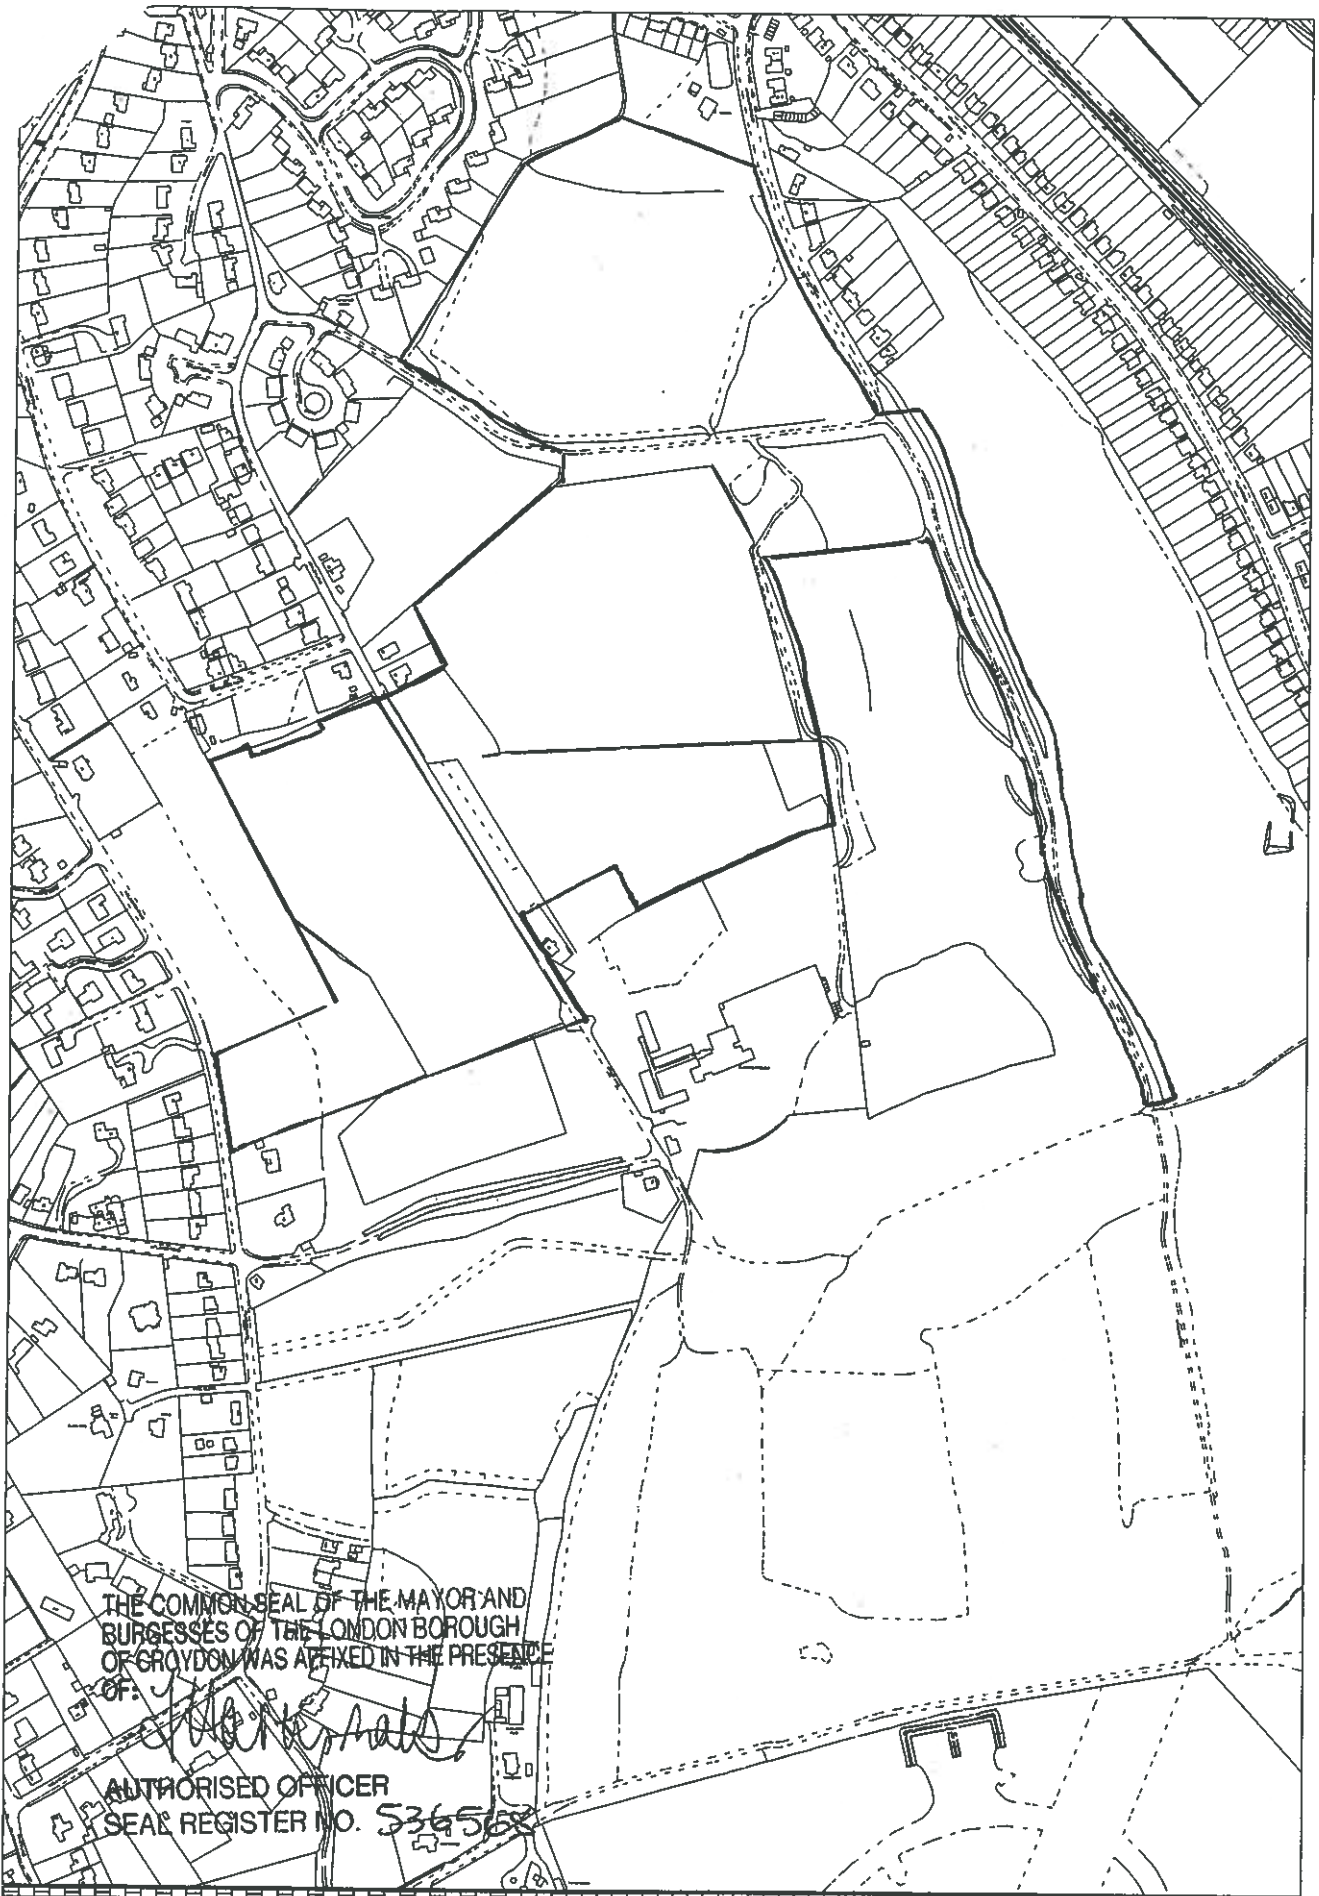 THE COMMON SEAL OF THE MAYOR AND
BURGESSES OF THE LONDON BOROUGH
OF CROYDON WAS AFFIXED IN THE PRESENCE
OF:
AUTHORISED OFFICER
SEAL REGISTER NO. 536568